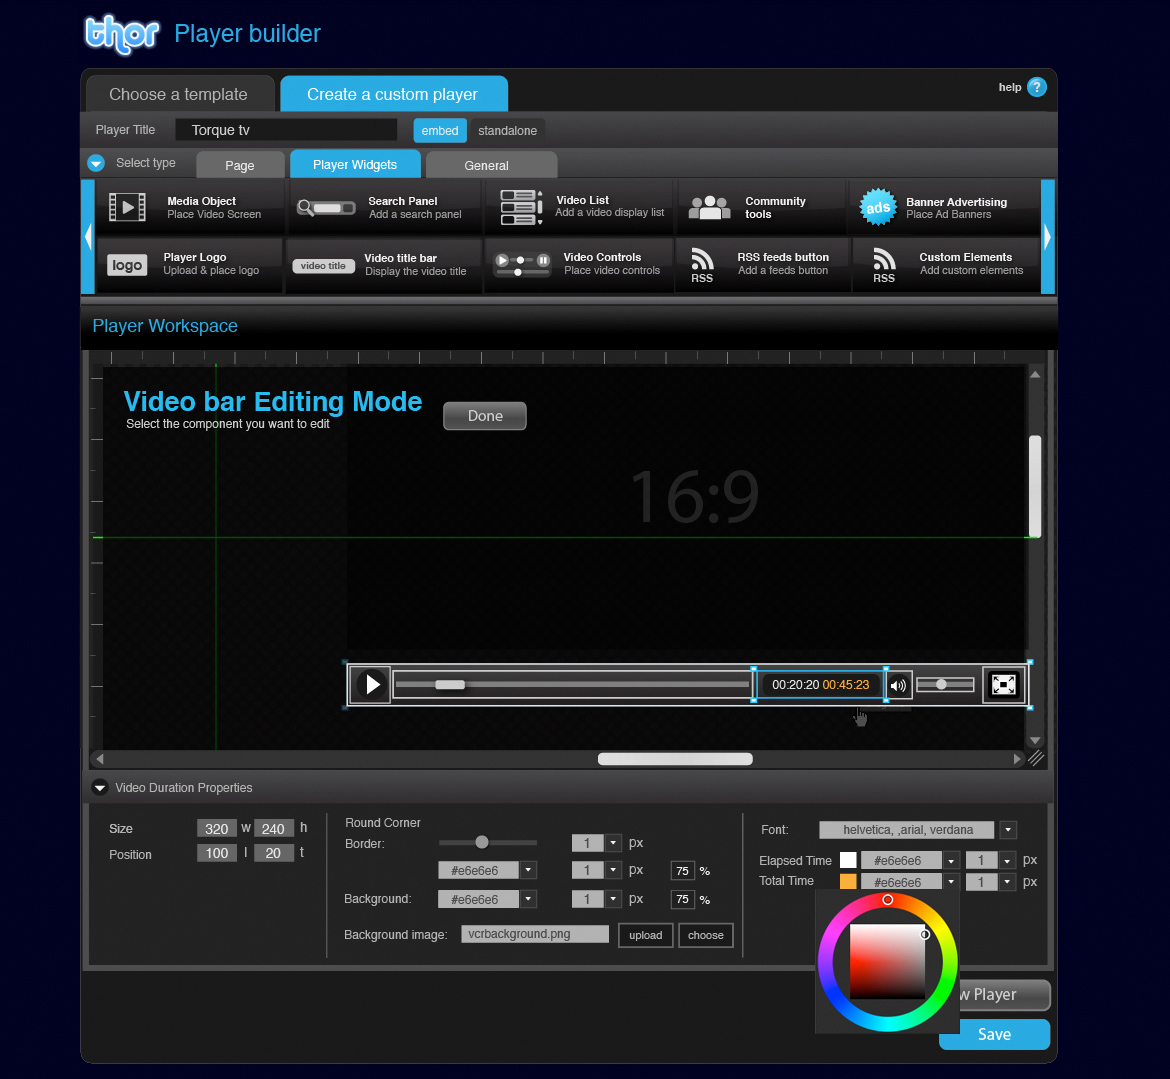 thor Player builder
Choose a template Create a custom player help ?
Player Title Torque tv embed standalone
Select type Page Player Widgets General
Media Object
Place Video Screen
Search Panel
Add a search panel
Video List
Add a video display list
Community
tools
ads
Banner Advertising
Place Ad Banners
logo
Player Logo
Upload & place logo
video title
Video title bar
Display the video title
Video Controls
Place video controls
RSS
RSS feeds button
Add a feeds button
RSS
Custom Elements
Add custom elements
Player Workspace
Video bar Editing Mode
Select the component you want to edit
Done
16:9
00:20:20 00:45:23
Video Duration Properties
Size 320 w 240 h
Position 100 l 20 t
Round Corner
Border: 1 px
#e6e6e6 1 px 75 %
Background: #e6e6e6 1 px 75 %
Background image: vcrbackground.png upload choose
Font: helvetica, ,arial, verdana
Elapsed Time #e6e6e6 1 px
Total Time #e6e6e6 1 px
Player
Save